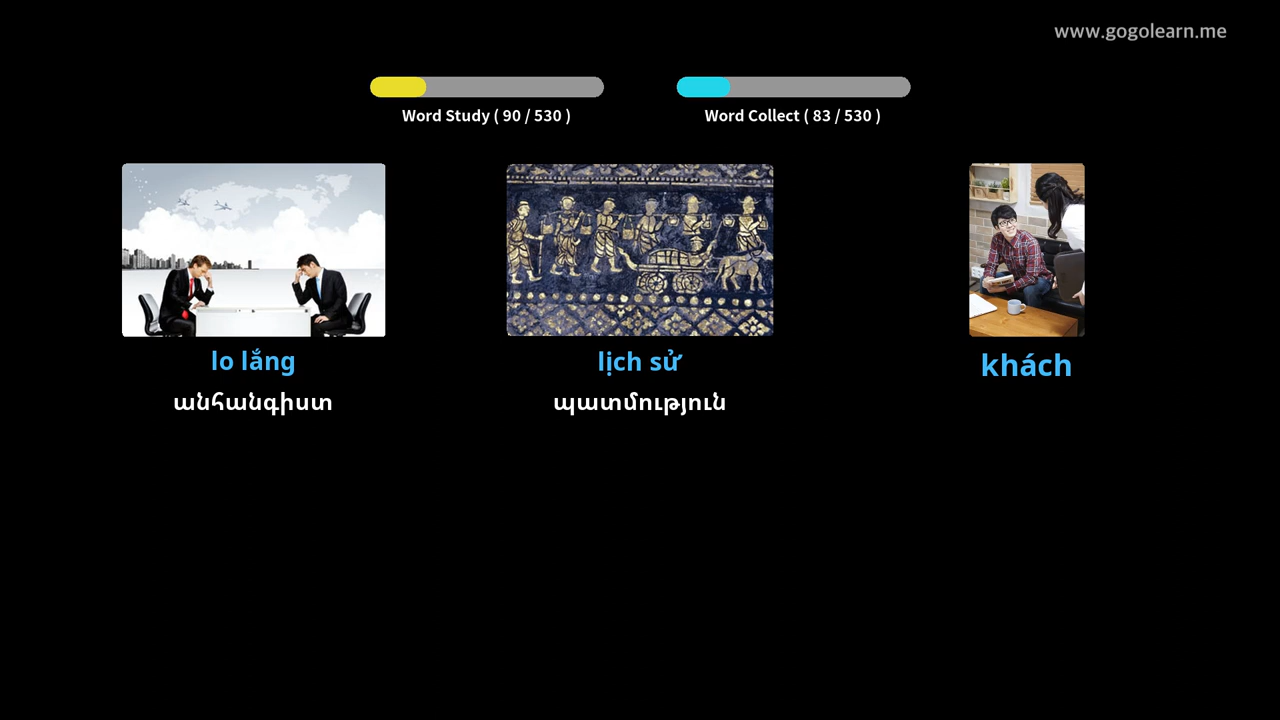 www.gogolearn.me
Word Study ( 90 / 530 )
Word Collect ( 83 / 530 )
lo lắng
անհանգիստ
lịch sử
պատմություն
khách